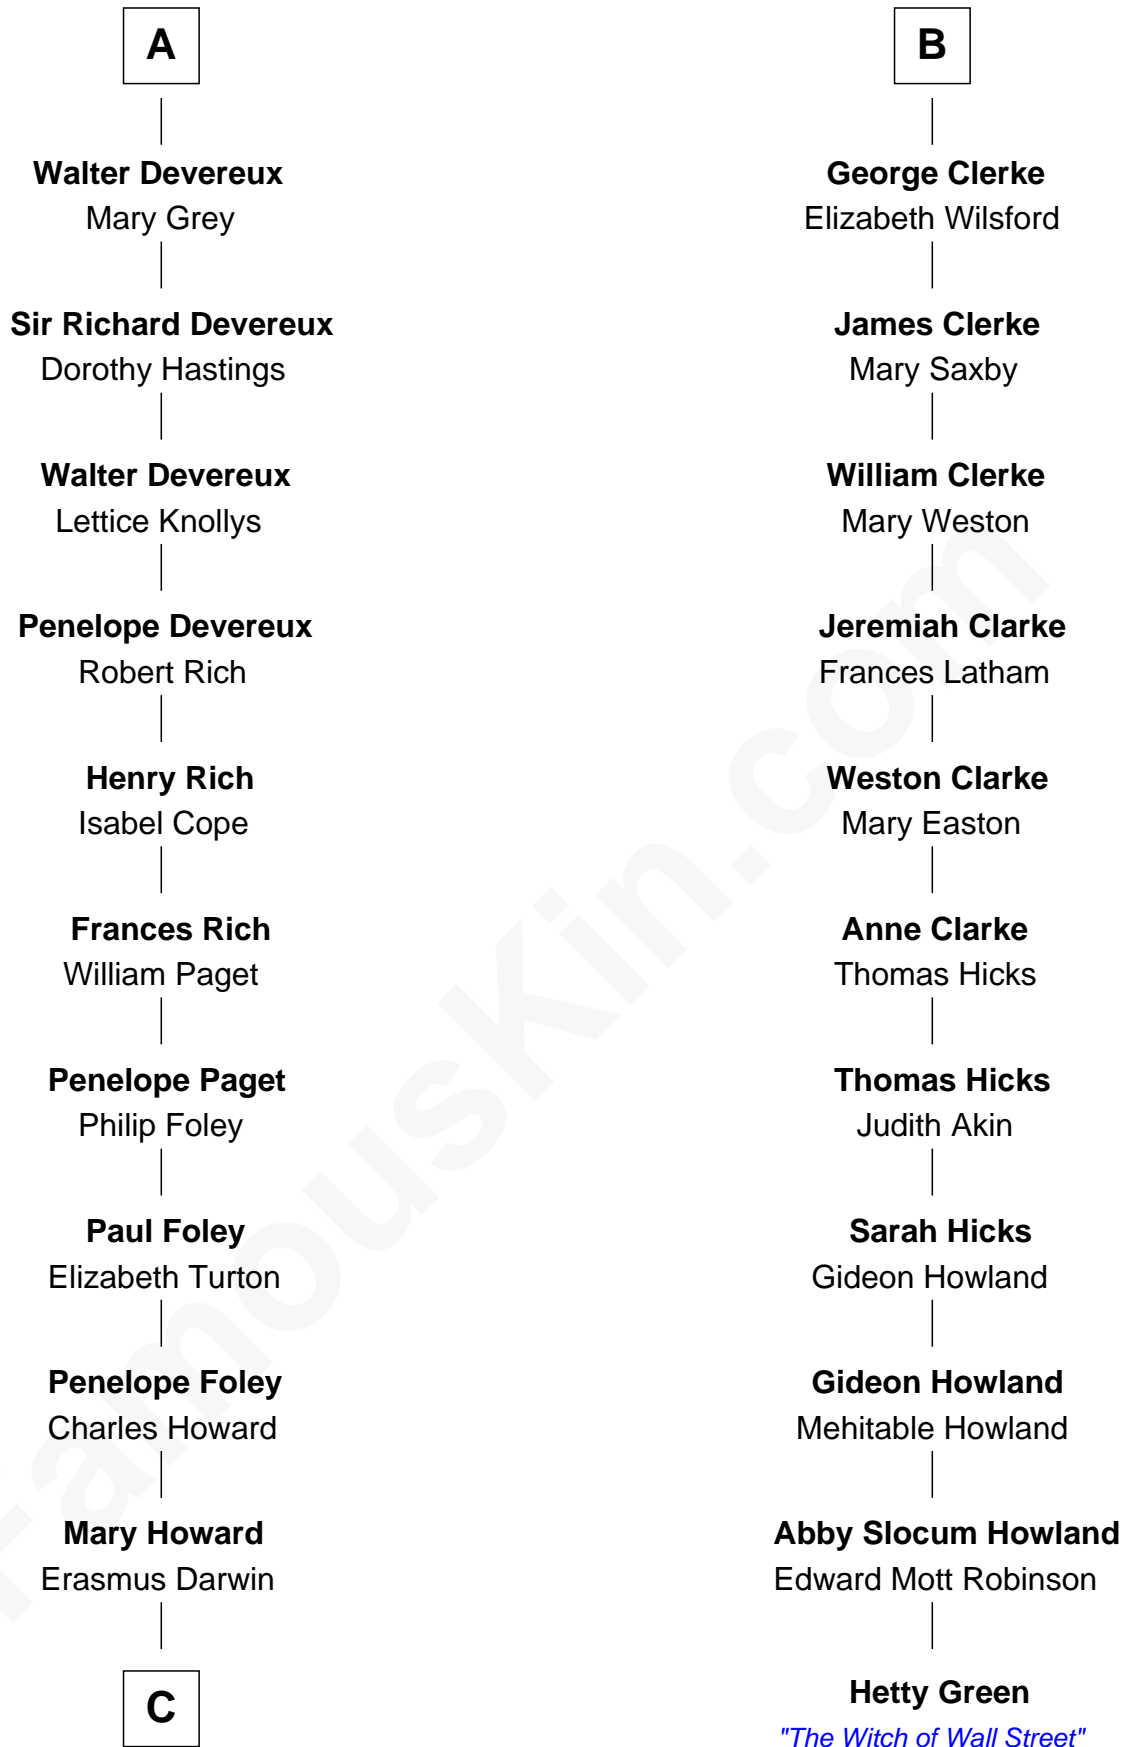 A
Walter Devereux
Mary Grey
Sir Richard Devereux
Dorothy Hastings
Walter Devereux
Lettice Knollys
Penelope Devereux
Robert Rich
Henry Rich
Isabel Cope
Frances Rich
William Paget
Penelope Paget
Philip Foley
Paul Foley
Elizabeth Turton
Penelope Foley
Charles Howard
Mary Howard
Erasmus Darwin
C
B
George Clerke
Elizabeth Wilsford
James Clerke
Mary Saxby
William Clerke
Mary Weston
Jeremiah Clarke
Frances Latham
Weston Clarke
Mary Easton
Anne Clarke
Thomas Hicks
Thomas Hicks
Judith Akin
Sarah Hicks
Gideon Howland
Gideon Howland
Mehitable Howland
Abby Slocum Howland
Edward Mott Robinson
Hetty Green
"The Witch of Wall Street"
FamousKin.com